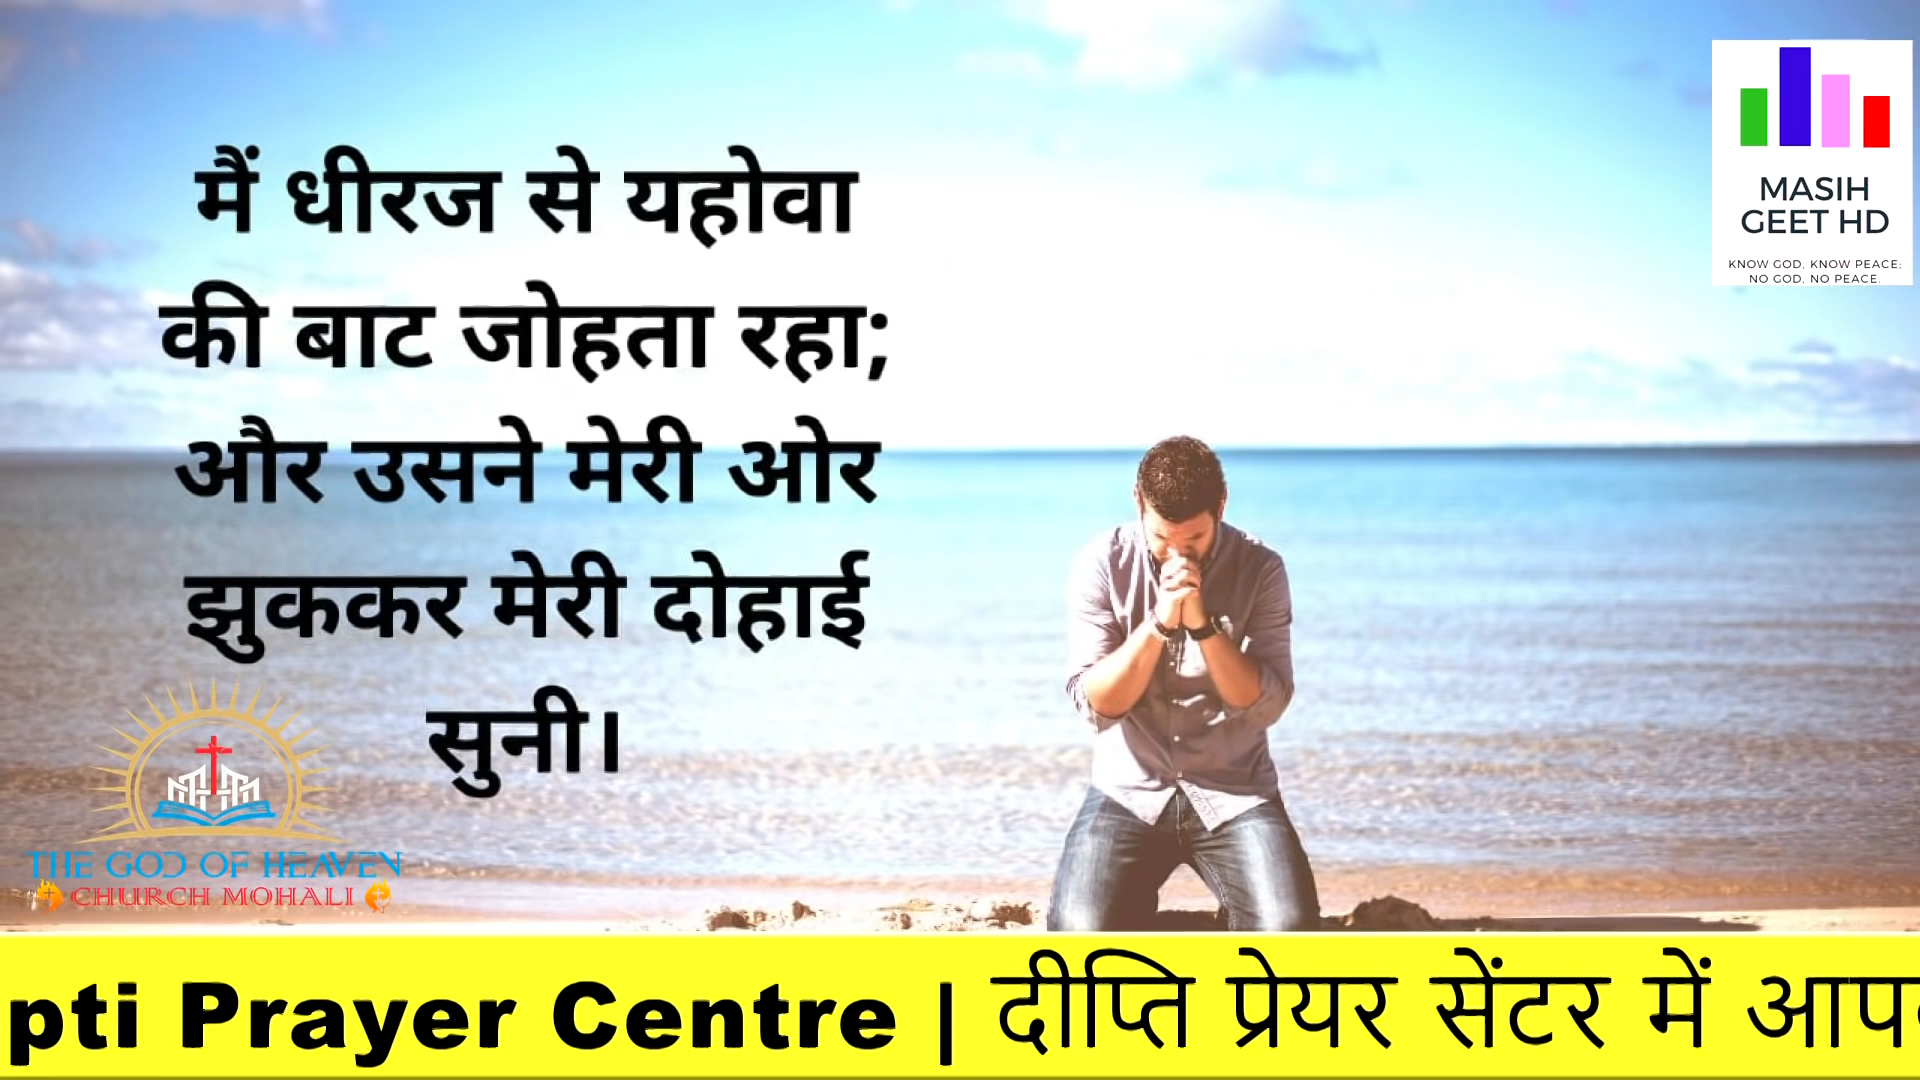 मैं धीरज से यहोवा
की बाट जोहता रहा;
और उसने मेरी ओर
झुककर मेरी दोहाई
सुनी।
MASIH
GEET HD
KNOW GOD, KNOW PEACE;
NO GOD, NO PEACE.
THE GOD OF HEAVEN
CHURCH MOHALI
pti Prayer Centre | दीप्ति प्रेयर सेंटर में